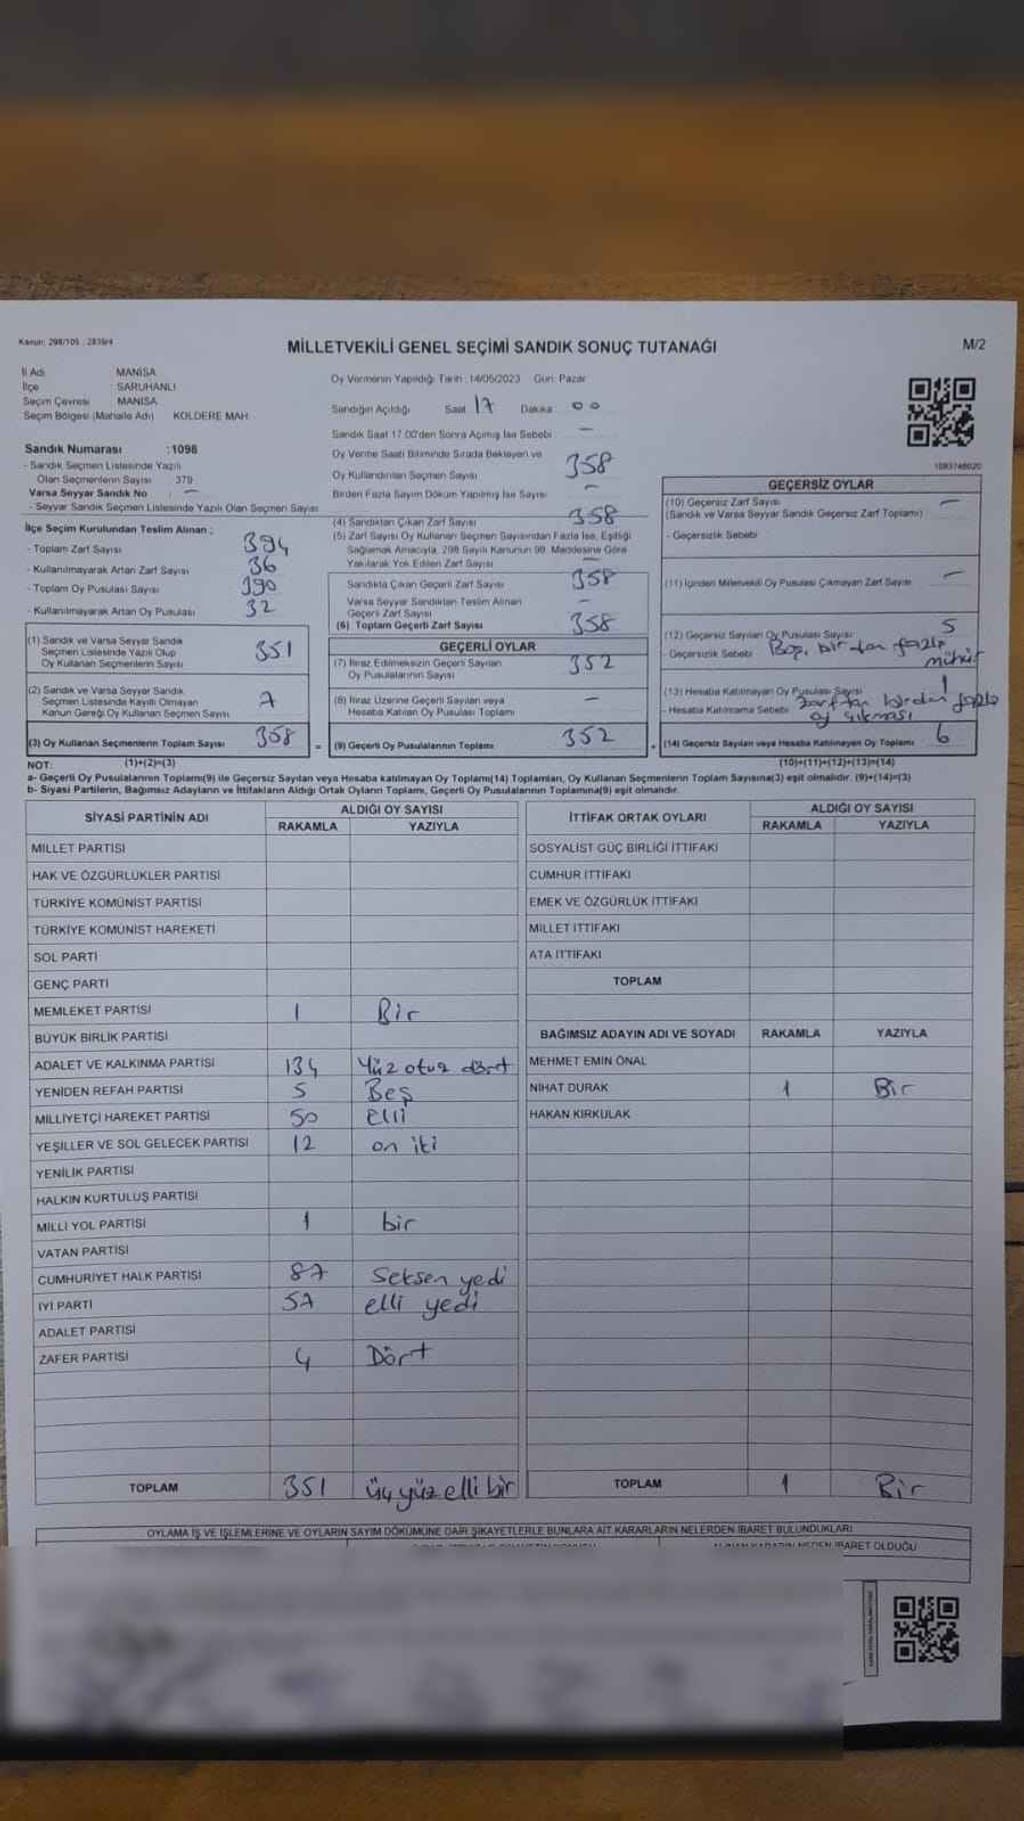 Kanun: 298/105 ; 2839/4
MİLLETVEKİLİ GENEL SEÇİMİ SANDIK SONUÇ TUTANAĞI
M/2
İl Adı : MANİSA
İlçe : SARUHANLI
Seçim Çevresi : MANİSA
Seçim Bölgesi (Mahalle Adı) KOLDERE MAH.
Sandık Numarası :1098
- Sandık Seçmen Listesinde Yazılı
Olan Seçmenlerin Sayısı 379
Varsa Seyyar Sandık No : —
- Seyyar Sandık Seçmen Listesinde Yazılı Olan Seçmen Sayısı
İlçe Seçim Kurulundan Teslim Alınan ;
- Toplam Zarf Sayısı 394
- Kullanılmayarak Artan Zarf Sayısı 36
- Toplam Oy Pusulası Sayısı 390
- Kullanılmayarak Artan Oy Pusulası 32
(1) Sandık ve Varsa Seyyar Sandık
Seçmen Listesinde Yazılı Olup
Oy Kullanan Seçmenlerin Sayısı 351
(2) Sandık ve Varsa Seyyar Sandık
Seçmen Listesinde Kayıtlı Olmayan
Kanun Gereği Oy Kullanan Seçmen Sayısı 7
(3) Oy Kullanan Seçmenlerin Toplam Sayısı 358
Oy Vermenin Yapıldığı Tarih : 14/05/2023 Gün: Pazar
Sandığın Açıldığı Saat 17 Dakika : 00
Sandık Saat 17.00'den Sonra Açılmış İse Sebebi —
Oy Verme Saati Bitiminde Sırada Bekleyen ve
Oy Kullandırılan Seçmen Sayısı 358
Birden Fazla Sayım Döküm Yapılmış İse Sayısı —
(4) Sandıktan Çıkan Zarf Sayısı 358
(5) Zarf Sayısı Oy Kullanan Seçmen Sayısından Fazla İse, Eşitliği
Sağlamak Amacıyla, 298 Sayılı Kanunun 98. Maddesine Göre
Yakılarak Yok Edilen Zarf Sayısı —
Sandıkta Çıkan Geçerli Zarf Sayısı 358
Varsa Seyyar Sandıktan Teslim Alınan
Geçerli Zarf Sayısı —
(6) Toplam Geçerli Zarf Sayısı 358
GEÇERLİ OYLAR
(7) İtiraz Edilmeksizin Geçerli Sayılan
Oy Pusulalarının Sayısı 352
(8) İtiraz Üzerine Geçerli Sayılan veya
Hesaba Katılan Oy Pusulası Toplamı —
= (9) Geçerli Oy Pusulalarının Toplamı 352
1093748020
GEÇERSİZ OYLAR
(10) Geçersiz Zarf Sayısı —
(Sandık ve Varsa Seyyar Sandık Geçersiz Zarf Toplamı)
- Geçersizlik Sebebi
(11) İçinden Milletvekili Oy Pusulası Çıkmayan Zarf Sayısı —
(12) Geçersiz Sayılan Oy Pusulası Sayısı 5
- Geçersizlik Sebebi Boş, birden fazla
mühür
(13) Hesaba Katılmayan Oy Pusulası Sayısı 1
- Hesaba Katılmama Sebebi Zarftan birden fazla
oy çıkması
+ (14) Geçersiz Sayılan veya Hesaba Katılmayan Oy Toplamı 6
NOT: (1)+(2)=(3)
(10)+(11)+(12)+(13)=(14)
a- Geçerli Oy Pusulalarının Toplamı(9) ile Geçersiz Sayılan veya Hesaba katılmayan Oy Toplamı(14) Toplamları, Oy Kullanan Seçmenlerin Toplam Sayısına(3) eşit olmalıdır. (9)+(14)=(3)
b- Siyasi Partilerin, Bağımsız Adayların ve İttifakların Aldığı Ortak Oyların Toplamı, Geçerli Oy Pusulalarının Toplamına(9) eşit olmalıdır.
SİYASİ PARTİNİN ADI ALDIĞI OY SAYISI
RAKAMLA YAZIYLA
MİLLET PARTİSİ
HAK VE ÖZGÜRLÜKLER PARTİSİ
TÜRKİYE KOMÜNİST PARTİSİ
TÜRKİYE KOMÜNİST HAREKETİ
SOL PARTİ
GENÇ PARTİ
MEMLEKET PARTİSİ 1 Bir
BÜYÜK BİRLİK PARTİSİ
ADALET VE KALKINMA PARTİSİ 134 Yüz otuz dört
YENİDEN REFAH PARTİSİ 5 Beş
MİLLİYETÇİ HAREKET PARTİSİ 50 elli
YEŞİLLER VE SOL GELECEK PARTİSİ 12 on iki
YENİLİK PARTİSİ
HALKIN KURTULUŞ PARTİSİ
MİLLİ YOL PARTİSİ 1 bir
VATAN PARTİSİ
CUMHURİYET HALK PARTİSİ 87 Seksen yedi
İYİ PARTİ 57 elli yedi
ADALET PARTİSİ
ZAFER PARTİSİ 4 Dört
TOPLAM 351 üçyüz elli bir
İTTİFAK ORTAK OYLARI ALDIĞI OY SAYISI
RAKAMLA YAZIYLA
SOSYALİST GÜÇ BİRLİĞİ İTTİFAKI
CUMHUR İTTİFAKI
EMEK VE ÖZGÜRLÜK İTTİFAKI
MİLLET İTTİFAKI
ATA İTTİFAKI
TOPLAM
BAĞIMSIZ ADAYIN ADI VE SOYADI RAKAMLA YAZIYLA
MEHMET EMİN ÖNAL
NİHAT DURAK 1 Bir
HAKAN KIRKULAK
TOPLAM 1 Bir
OYLAMA İŞ VE İŞLEMLERİNE VE OYLARIN SAYIM DÖKÜMÜNE DAİR ŞİKAYETLERLE BUNLARA AİT KARARLARIN NELERDEN İBARET BULUNDUKLARI
ALINAN KARARIN NEDEN İBARET OLDUĞU